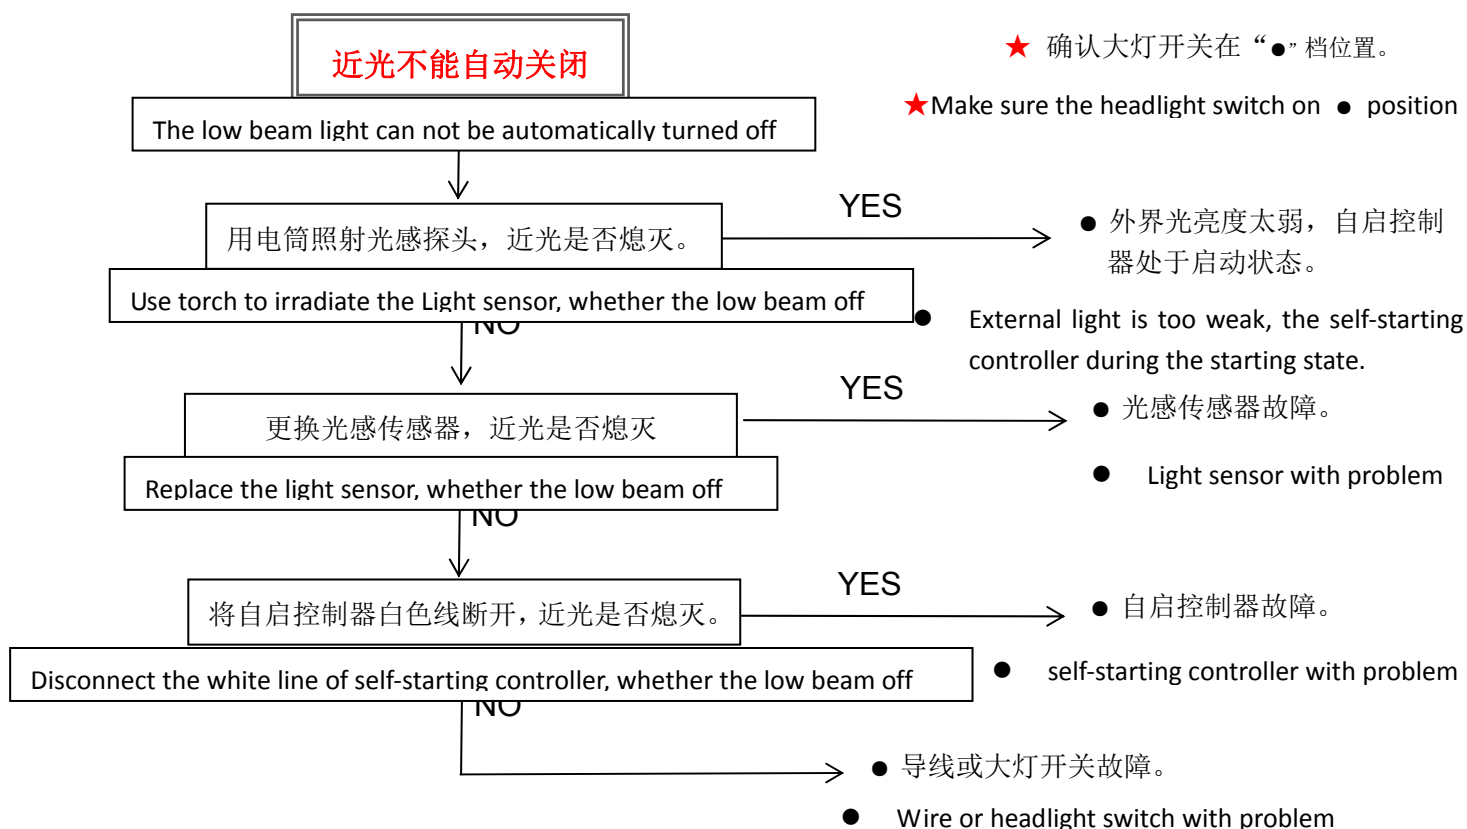 近光不能自动关闭
★ 确认大灯开关在“●”档位置。
★Make sure the headlight switch on ● position
The low beam light can not be automatically turned off
YES
用电筒照射光感探头，近光是否熄灭。
● 外界光亮度太弱，自启控制
器处于启动状态。
Use torch to irradiate the Light sensor, whether the low beam off
NO
● External light is too weak, the self-starting
controller during the starting state.
YES
更换光感传感器，近光是否熄灭
● 光感传感器故障。
Replace the light sensor, whether the low beam off
● Light sensor with problem
NO
YES
将自启控制器白色线断开，近光是否熄灭。
● 自启控制器故障。
Disconnect the white line of self-starting controller, whether the low beam off
● self-starting controller with problem
NO
● 导线或大灯开关故障。
● Wire or headlight switch with problem